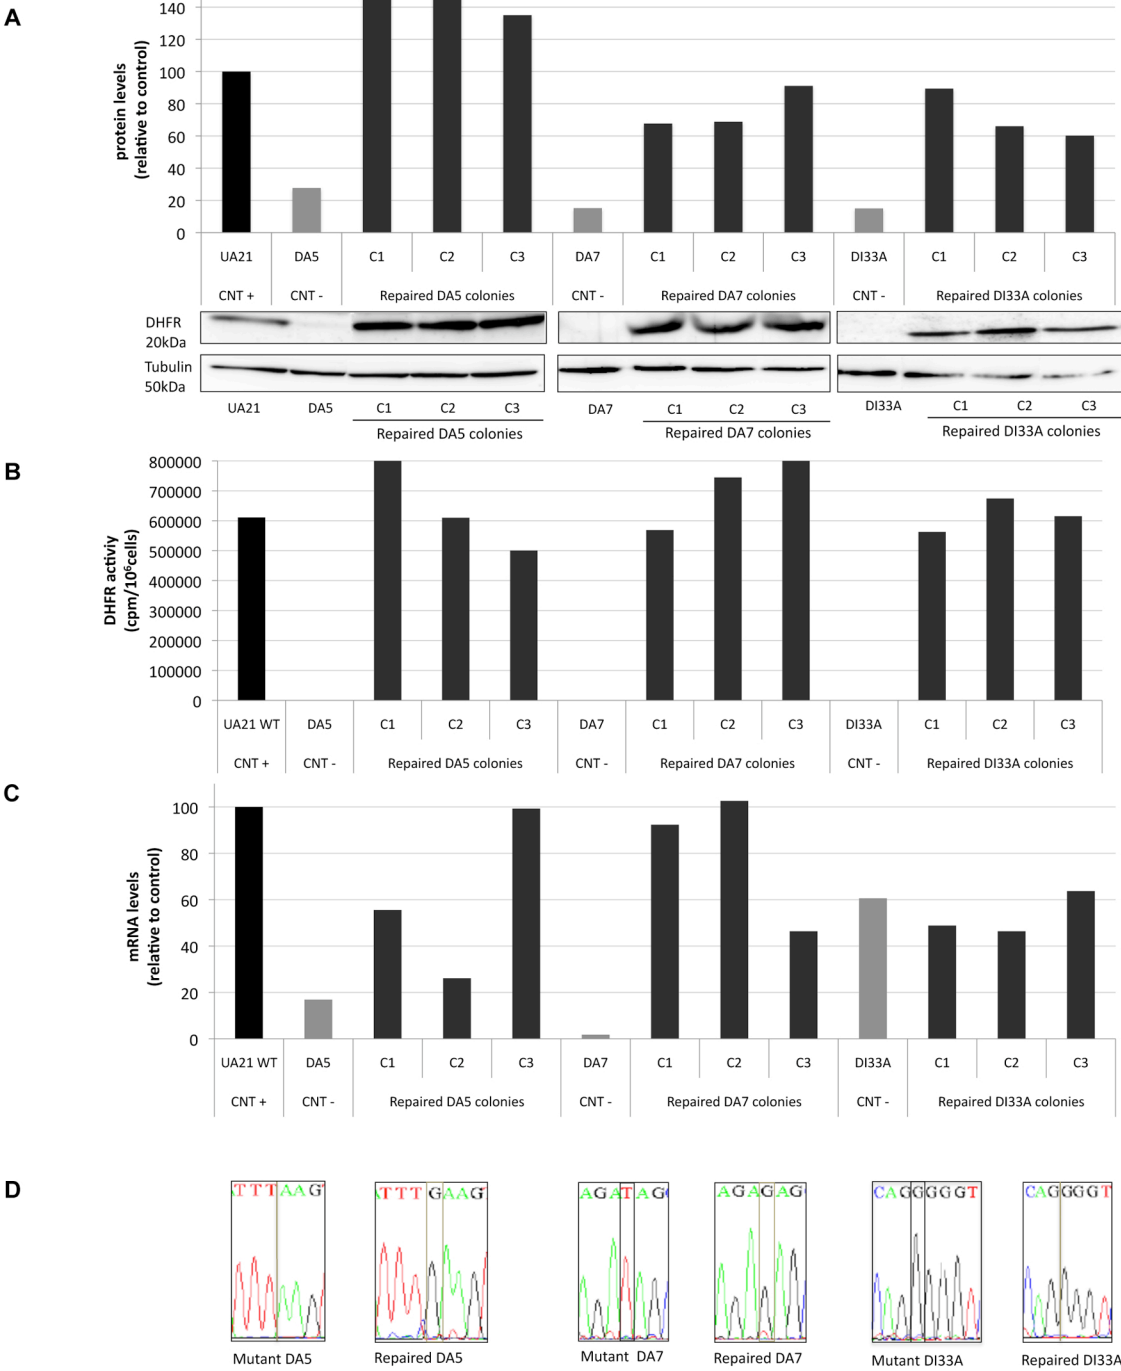 A
protein levels
(relative to control)
140
120
100
80
60
40
20
0
UA21 DA5 C1 C2 C3 DA7 C1 C2 C3 DI33A C1 C2 C3
CNT + CNT - Repaired DA5 colonies CNT - Repaired DA7 colonies CNT - Repaired DI33A colonies
DHFR
20kDa
Tubulin
50kDa
UA21 DA5 C1 C2 C3 DA7 C1 C2 C3 DI33A C1 C2 C3
Repaired DA5 colonies Repaired DA7 colonies Repaired DI33A colonies
B
DHFR activiy
(cpm/10⁶cells)
800000
700000
600000
500000
400000
300000
200000
100000
0
UA21 WT DA5 C1 C2 C3 DA7 C1 C2 C3 DI33A C1 C2 C3
CNT + CNT - Repaired DA5 colonies CNT - Repaired DA7 colonies CNT - Repaired DI33A colonies
C
mRNA levels
(relative to control)
100
80
60
40
20
0
UA21 WT DA5 C1 C2 C3 DA7 C1 C2 C3 DI33A C1 C2 C3
CNT + CNT - Repaired DA5 colonies CNT - Repaired DA7 colonies CNT - Repaired DI33A colonies
D
TTTAAG TTTGAAG AGATAG AGAGAG CAGGGGGT CAGGGGT
Mutant DA5 Repaired DA5 Mutant DA7 Repaired DA7 Mutant DI33A Repaired DI33A